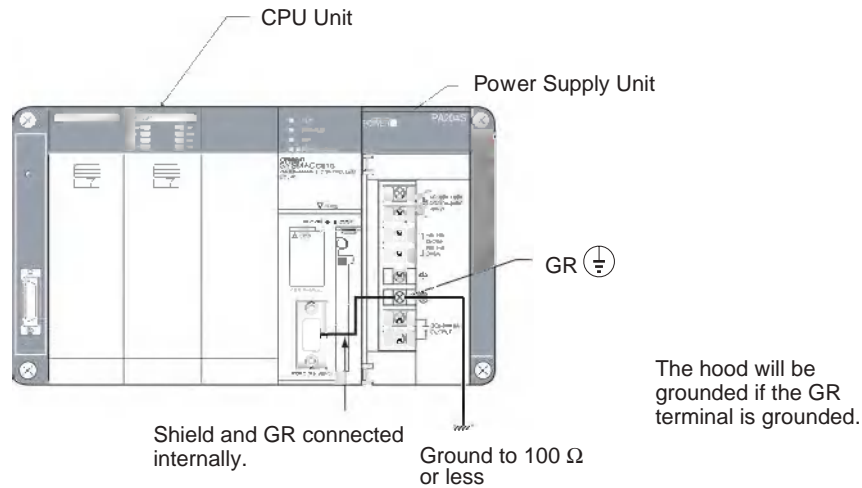 CPU Unit
Power Supply Unit
POWER
PA204S
GR
The hood will be
grounded if the GR
terminal is grounded.
Shield and GR connected
internally.
Ground to 100 Ω
or less